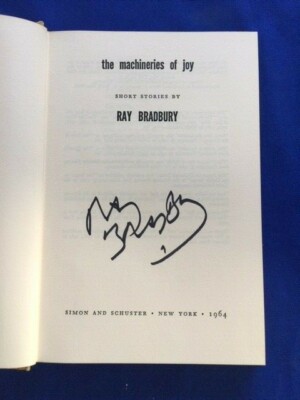 the machineries of joy
SHORT STORIES BY
RAY BRADBURY
RAY
BRADBURY
SIMON AND SCHUSTER • NEW YORK • 1964